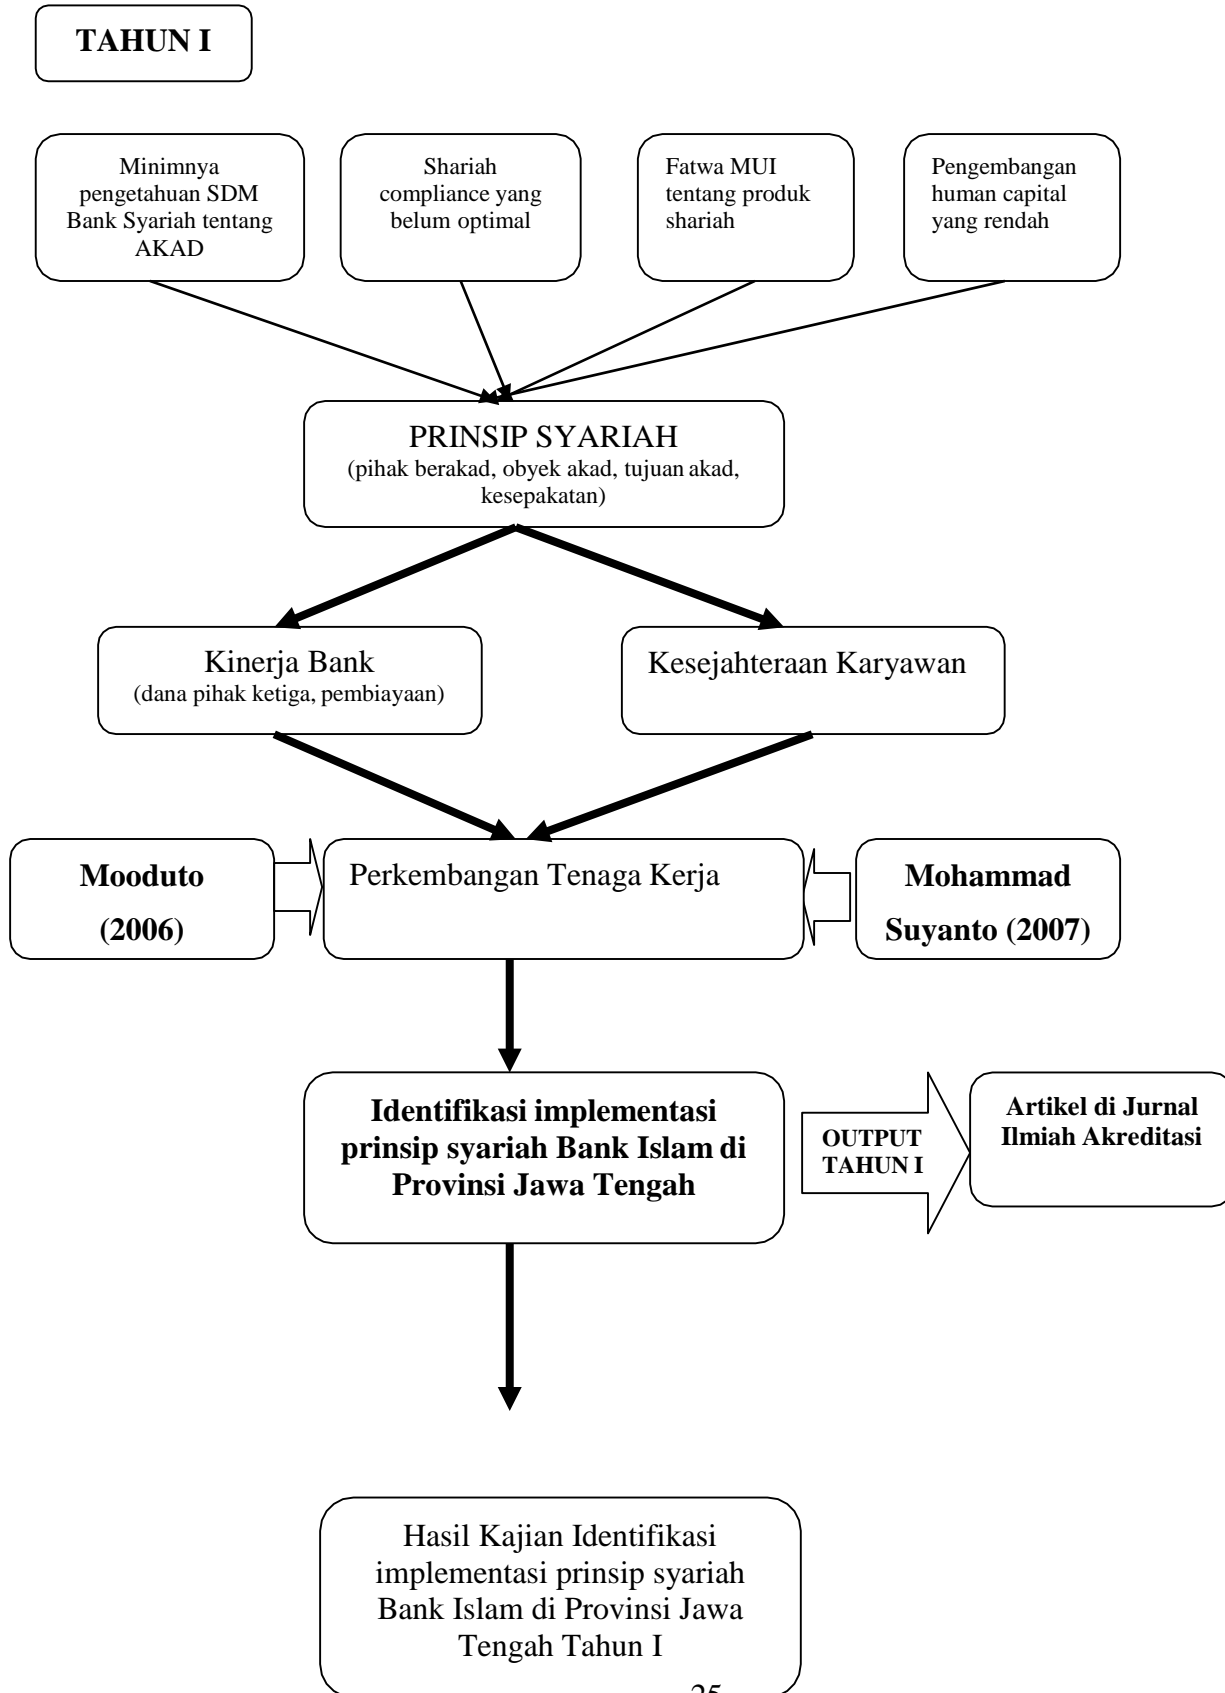 TAHUN I
Minimnya
pengetahuan SDM
Bank Syariah tentang
AKAD
Shariah
compliance yang
belum optimal
Fatwa MUI
tentang produk
shariah
Pengembangan
human capital
yang rendah
PRINSIP SYARIAH
(pihak berakad, obyek akad, tujuan akad,
kesepakatan)
Kinerja Bank
(dana pihak ketiga, pembiayaan)
Kesejahteraan Karyawan
Mooduto
(2006)
Perkembangan Tenaga Kerja
Mohammad
Suyanto (2007)
Identifikasi implementasi
prinsip syariah Bank Islam di
Provinsi Jawa Tengah
OUTPUT
TAHUN I
Artikel di Jurnal
Ilmiah Akreditasi
Hasil Kajian Identifikasi
implementasi prinsip syariah
Bank Islam di Provinsi Jawa
Tengah Tahun I
25